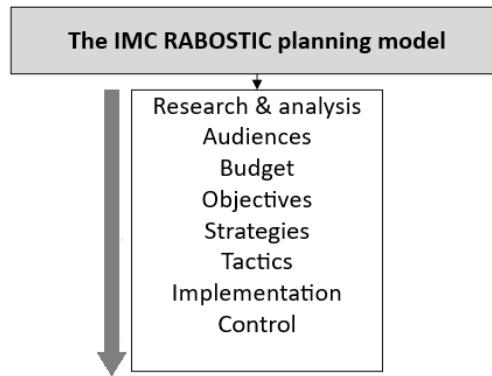 The IMC RABOSTIC planning model
Research & analysis
Audiences
Budget
Objectives
Strategies
Tactics
Implementation
Control